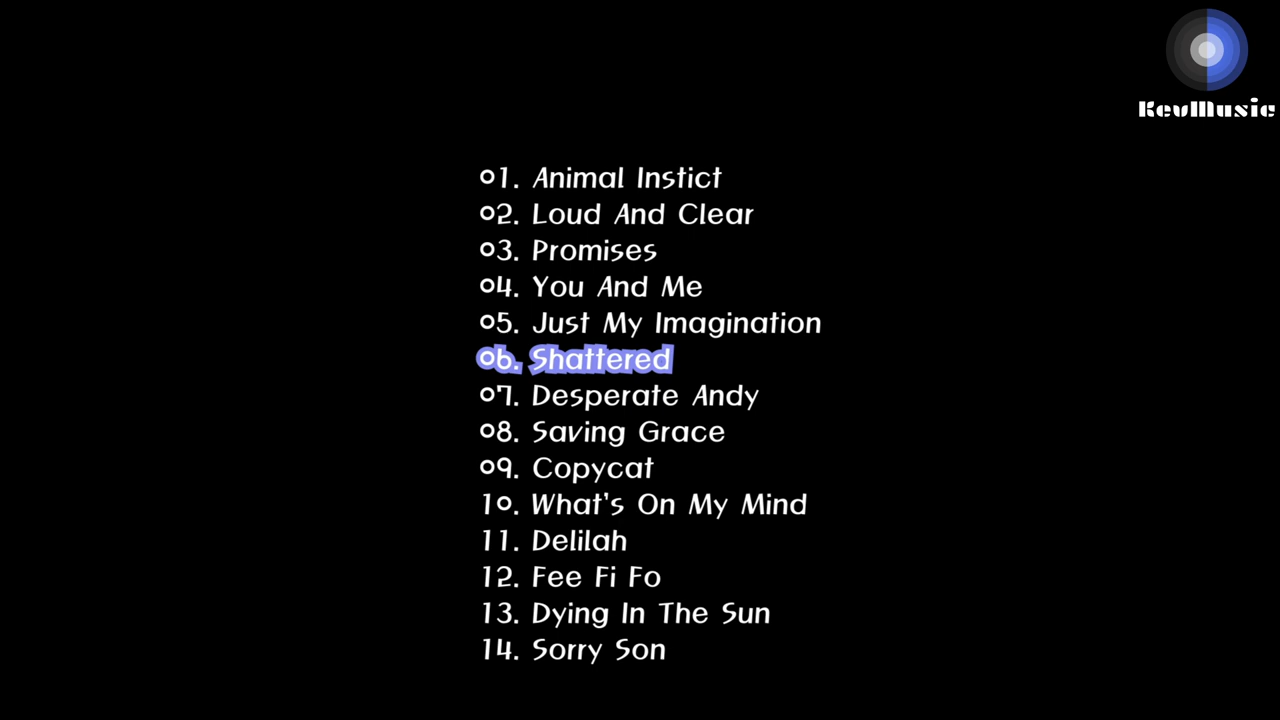 KevMusic
01. Animal Instict
02. Loud And Clear
03. Promises
04. You And Me
05. Just My Imagination
06. Shattered
07. Desperate Andy
08. Saving Grace
09. Copycat
10. What's On My Mind
11. Delilah
12. Fee Fi Fo
13. Dying In The Sun
14. Sorry Son